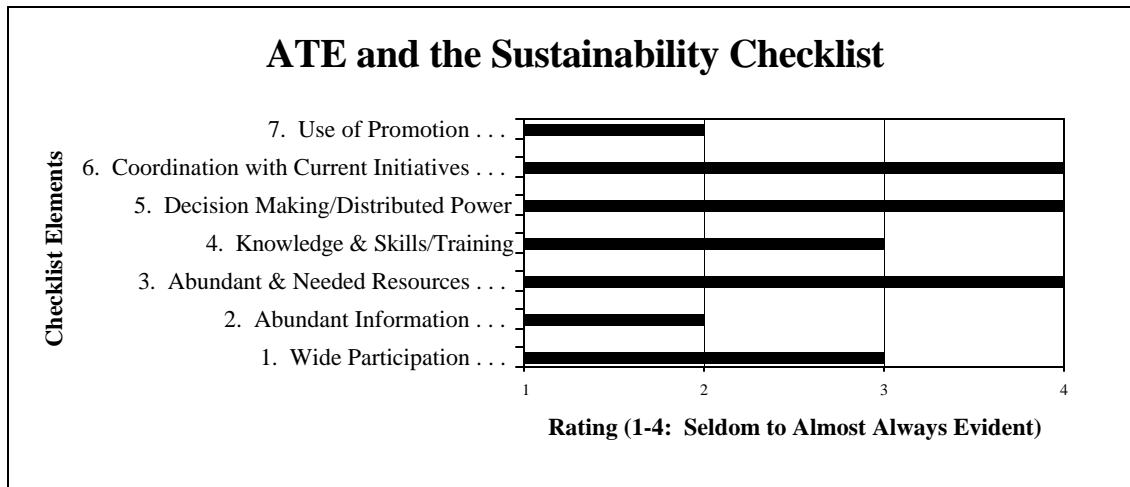 ATE and the Sustainability Checklist
Checklist Elements
7. Use of Promotion . . .
6. Coordination with Current Initiatives . . .
5. Decision Making/Distributed Power
4. Knowledge & Skills/Training
3. Abundant & Needed Resources . . .
2. Abundant Information . . .
1. Wide Participation . . .
1 2 3 4
Rating (1-4: Seldom to Almost Always Evident)